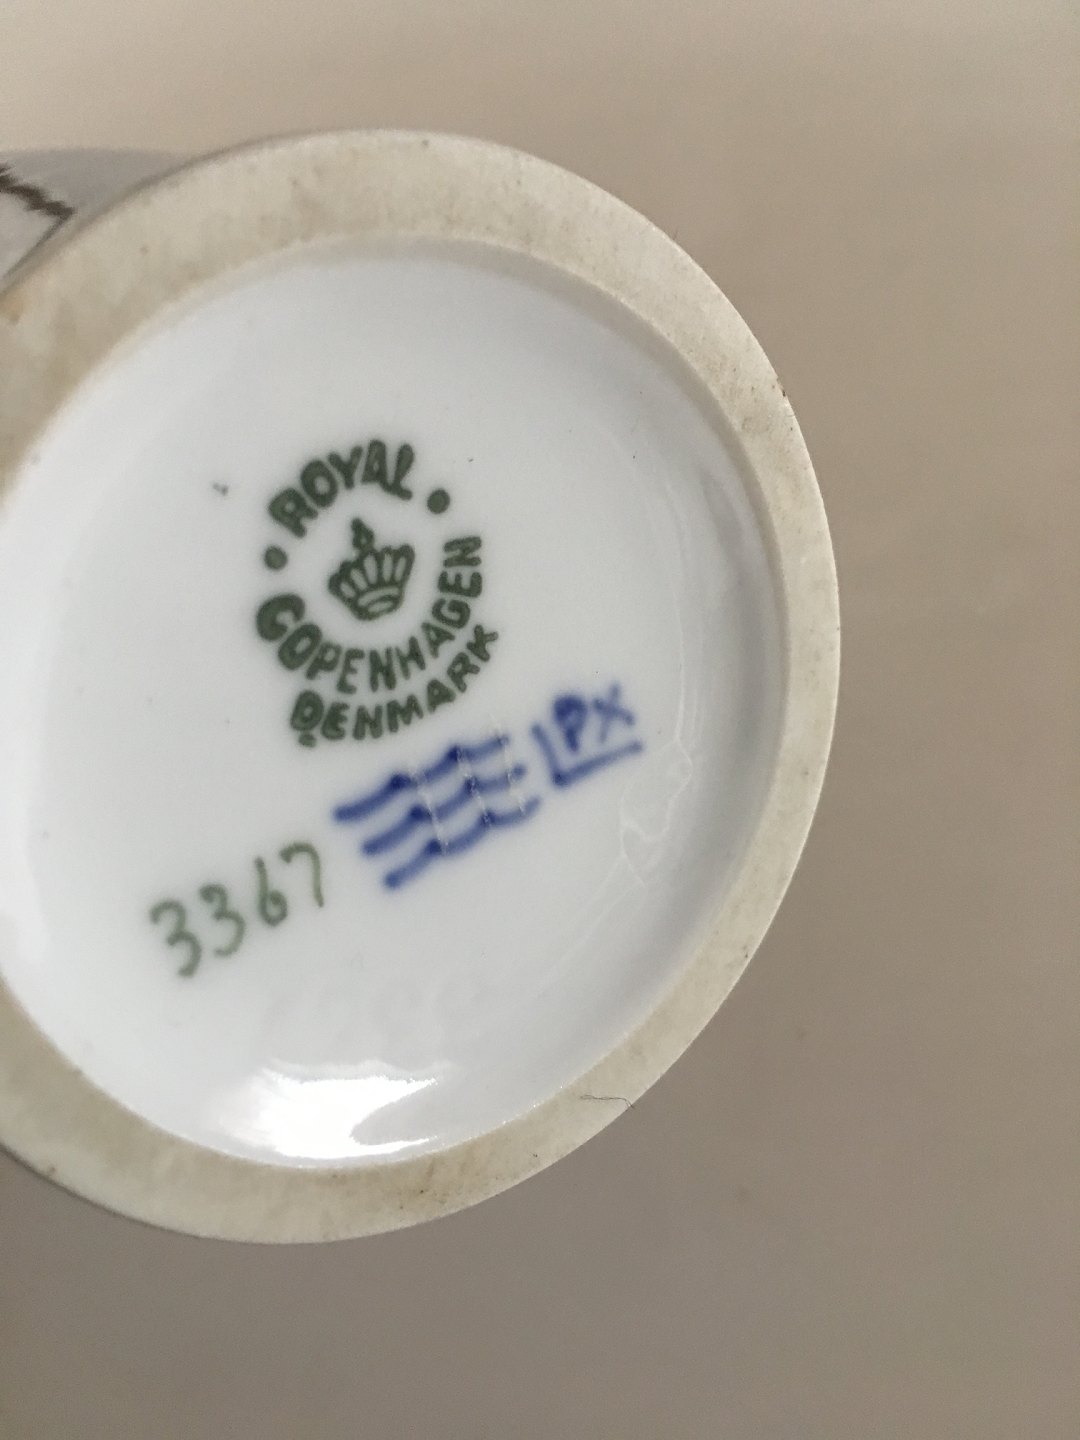 ROYAL
COPENHAGEN
DENMARK
LPX
3367